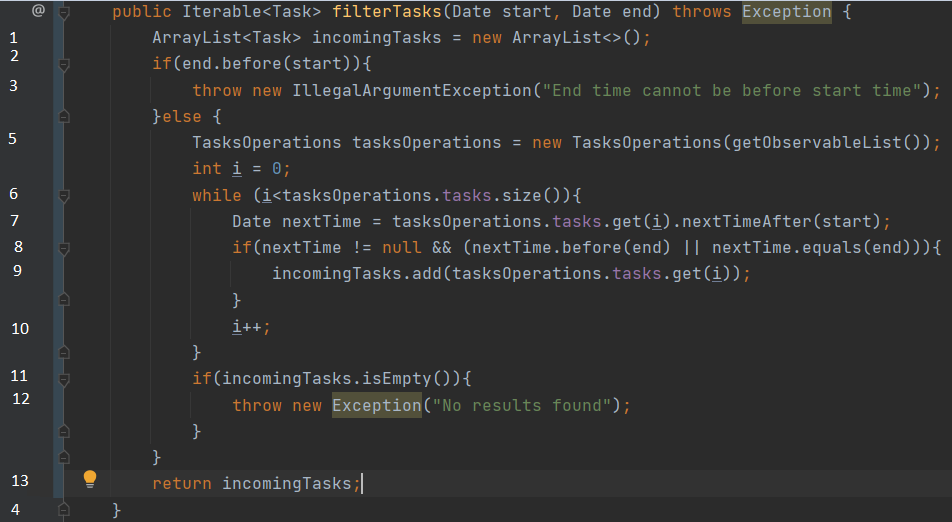 @ public Iterable<Task> filterTasks(Date start, Date end) throws Exception {
1 ArrayList<Task> incomingTasks = new ArrayList<>();
2 if(end.before(start)){
3 throw new IllegalArgumentException("End time cannot be before start time");
}else {
5 TasksOperations tasksOperations = new TasksOperations(getObservableList());
int i = 0;
6 while (i<tasksOperations.tasks.size()){
7 Date nextTime = tasksOperations.tasks.get(i).nextTimeAfter(start);
8 if(nextTime != null && (nextTime.before(end) || nextTime.equals(end))){
9 incomingTasks.add(tasksOperations.tasks.get(i));
}
10 i++;
}
11 if(incomingTasks.isEmpty()){
12 throw new Exception("No results found");
}
}
13 return incomingTasks;
4 }